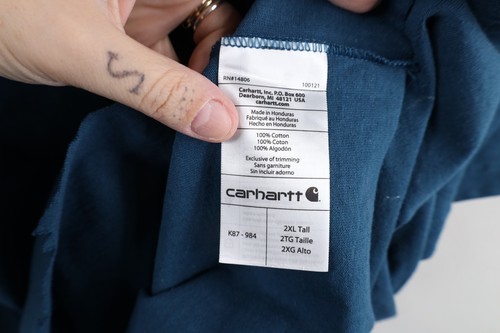 RN#14806 100121
Carhartt, Inc, P.O. Box 600
Dearborn, MI 48121 USA
carhartt.com
Made in Honduras
Fabriqué au Honduras
Hecho en Honduras
100% Cotton
100% Coton
100% Algodón
Exclusive of trimming
Sans garniture
Sin incluir adorno
carhartt
K87 - 984
2XL Tall
2TG Taille
2XG Alto